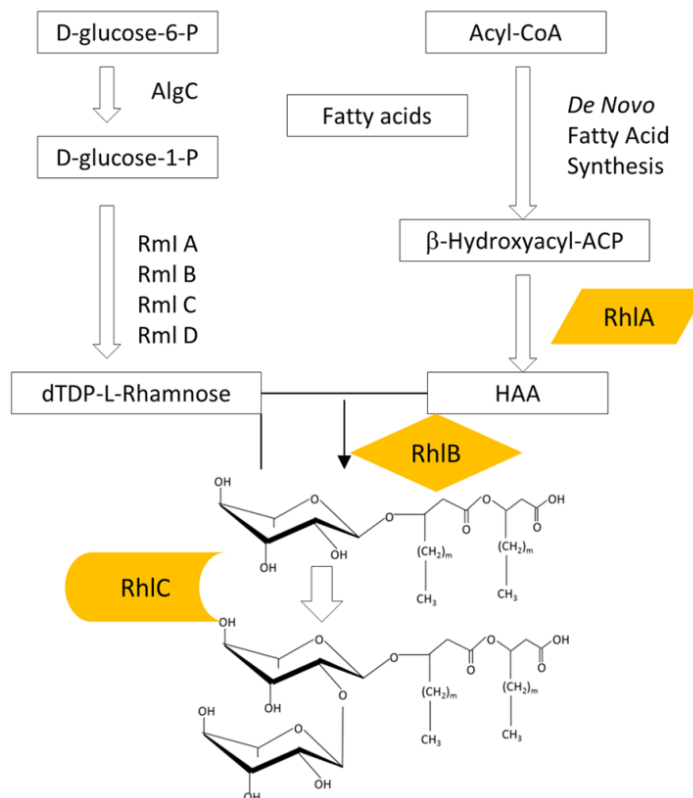 D-glucose-6-P
Acyl-CoA
AlgC
De Novo
Fatty Acid
Synthesis
Fatty acids
D-glucose-1-P
β-Hydroxyacyl-ACP
Rml A
Rml B
Rml C
Rml D
RhlA
dTDP-L-Rhamnose
HAA
RhlB
OH
O
O
O
O
OH
O
OH
OH
(CH2)m
(CH2)m
CH3
CH3
RhlC
OH
O
O
O
O
OH
O
OH
O
(CH2)m
(CH2)m
OH
O
CH3
CH3
OH
OH